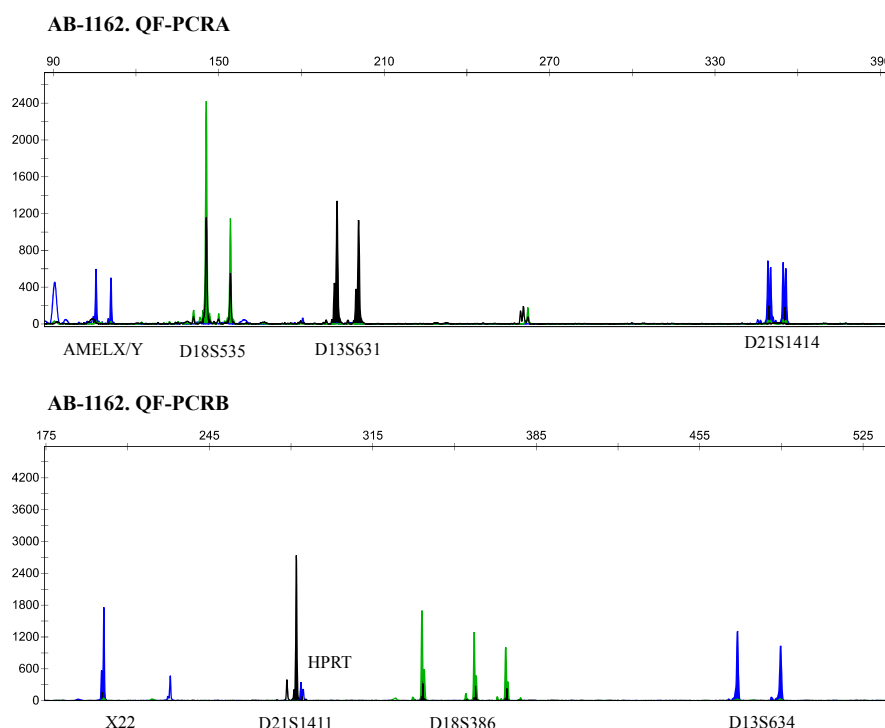 AB-1162. QF-PCRA
90 150 210 270 330 390
2400
2000
1600
1200
800
400
0
AMELX/Y D18S535 D13S631 D21S1414
AB-1162. QF-PCRB
175 245 315 385 455 525
4200
3600
3000
2400
1800
1200
600
0
HPRT
X22 D21S1411 D18S386 D13S634